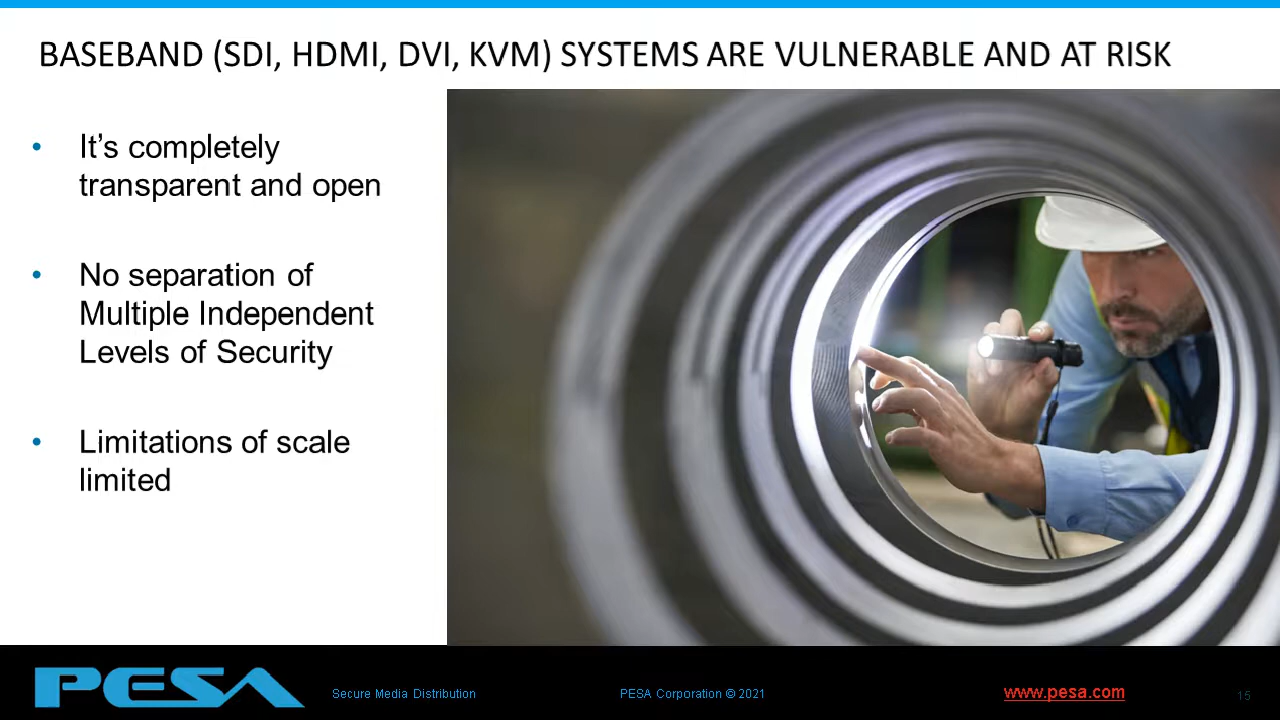 BASEBAND (SDI, HDMI, DVI, KVM) SYSTEMS ARE VULNERABLE AND AT RISK
• It’s completely
transparent and open
• No separation of
Multiple Independent
Levels of Security
• Limitations of scale
limited
PESA
Secure Media Distribution
PESA Corporation © 2021
www.pesa.com
15